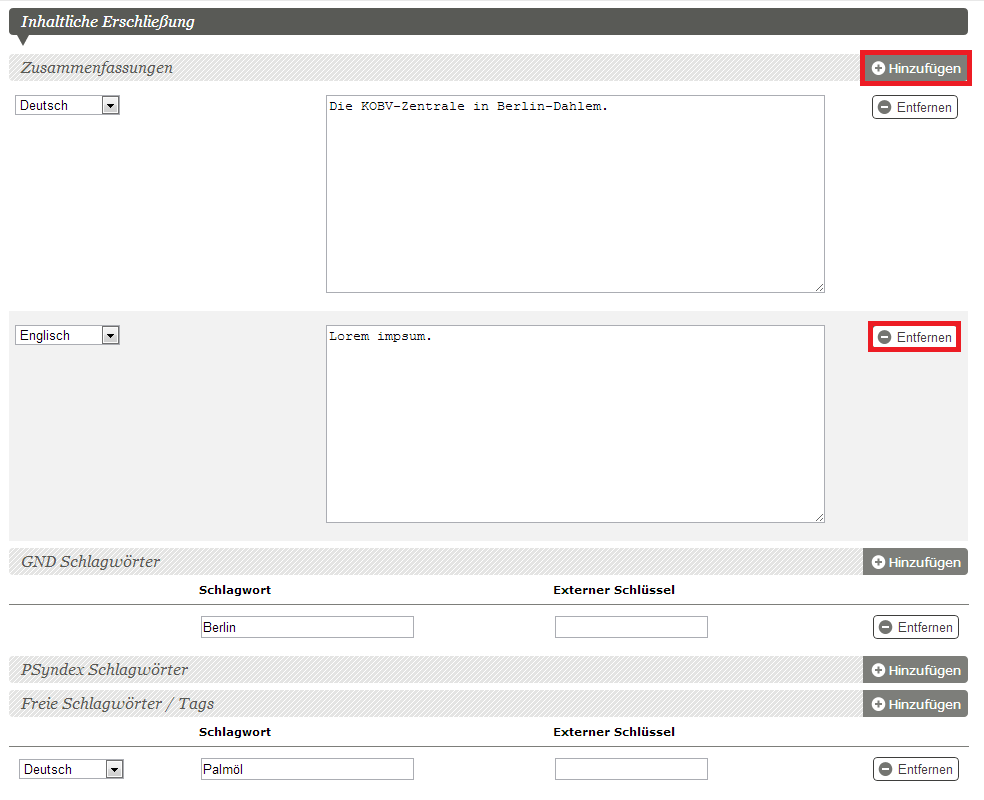 Inhaltliche Erschließung
Zusammenfassungen Hinzufügen
Deutsch Die KOBV-Zentrale in Berlin-Dahlem. Entfernen
Englisch Lorem impsum. Entfernen
GND Schlagwörter Hinzufügen
Schlagwort Externer Schlüssel
Berlin Entfernen
PSyndex Schlagwörter Hinzufügen
Freie Schlagwörter / Tags Hinzufügen
Schlagwort Externer Schlüssel
Deutsch Palmöl Entfernen